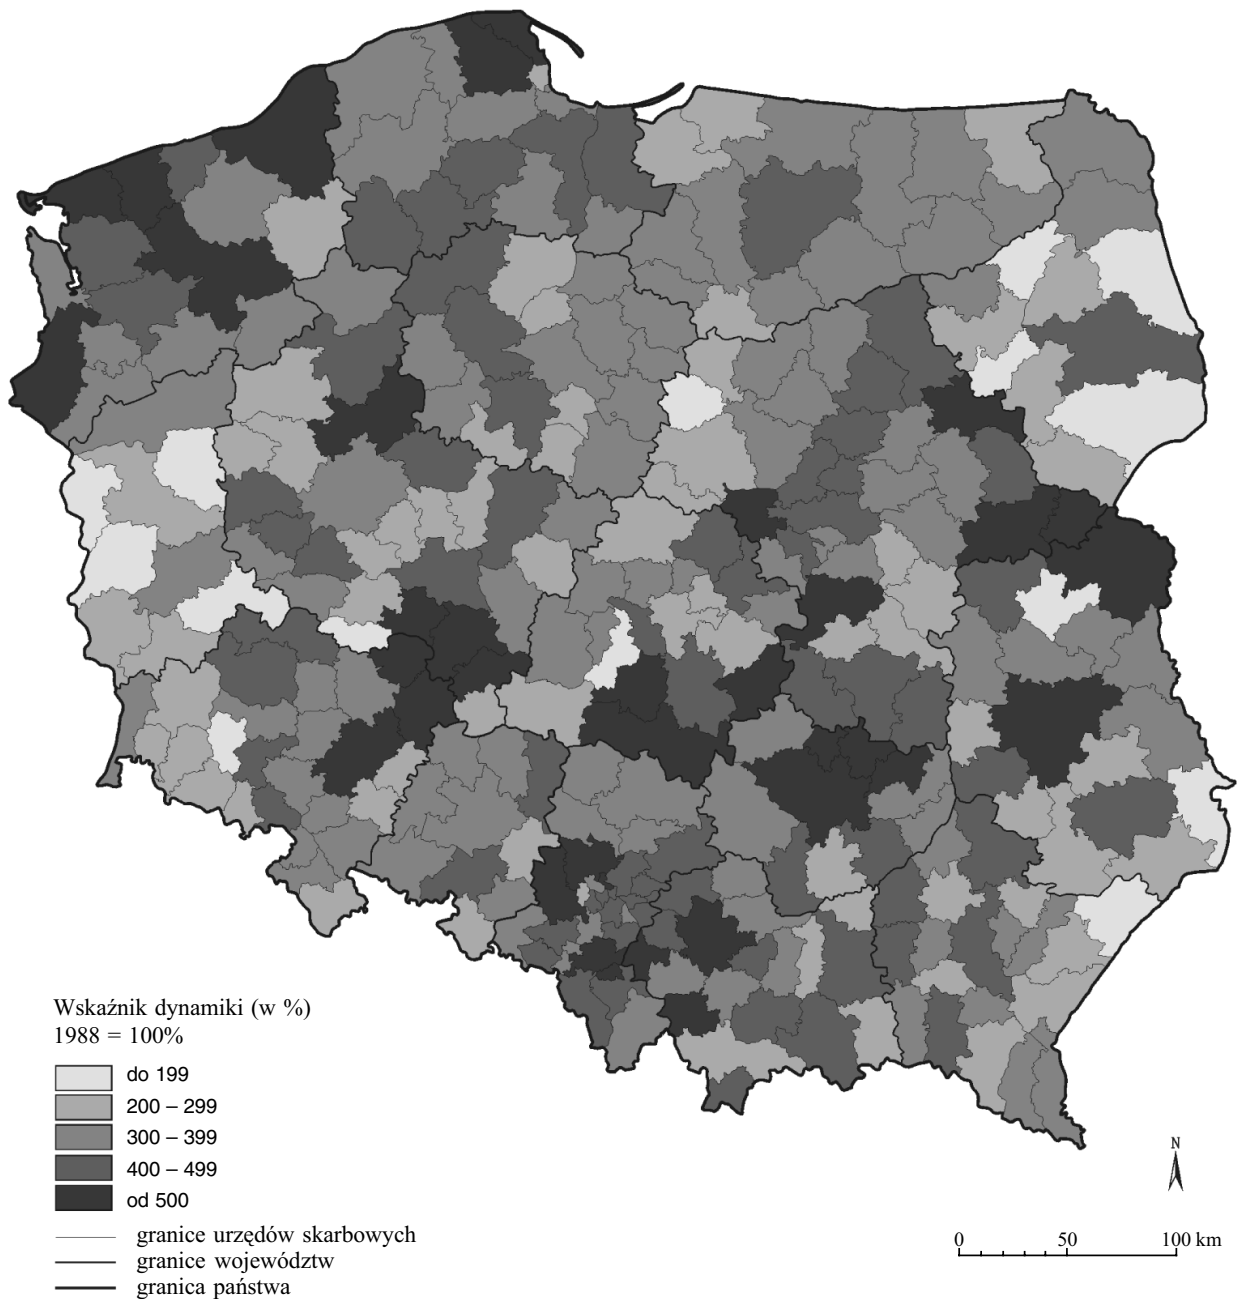 Wskaźnik dynamiki (w %)
1988 = 100%
do 199
200 – 299
300 – 399
400 – 499
od 500
granice urzędów skarbowych
granice województw
granica państwa
N
0 50 100 km